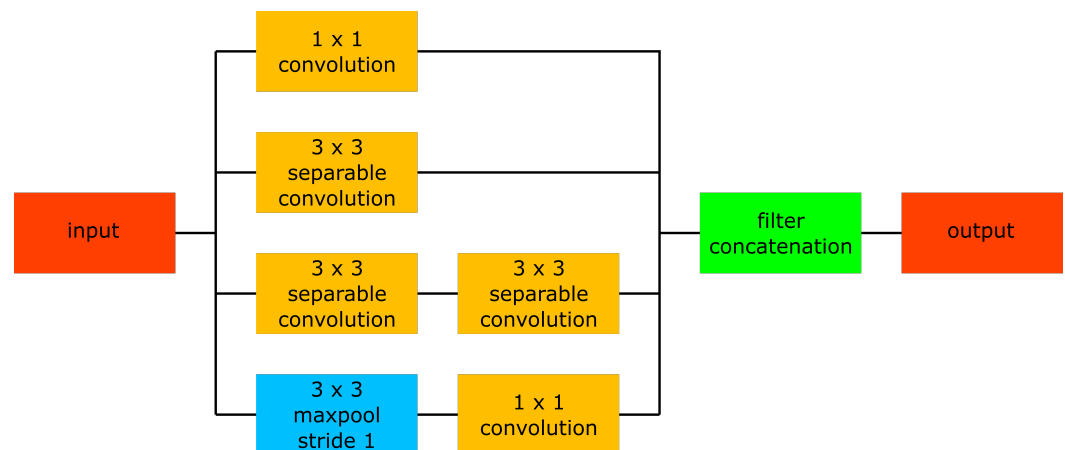 input
1 x 1
convolution
3 x 3
separable
convolution
3 x 3
separable
convolution
3 x 3
separable
convolution
3 x 3
maxpool
stride 1
1 x 1
convolution
filter
concatenation
output